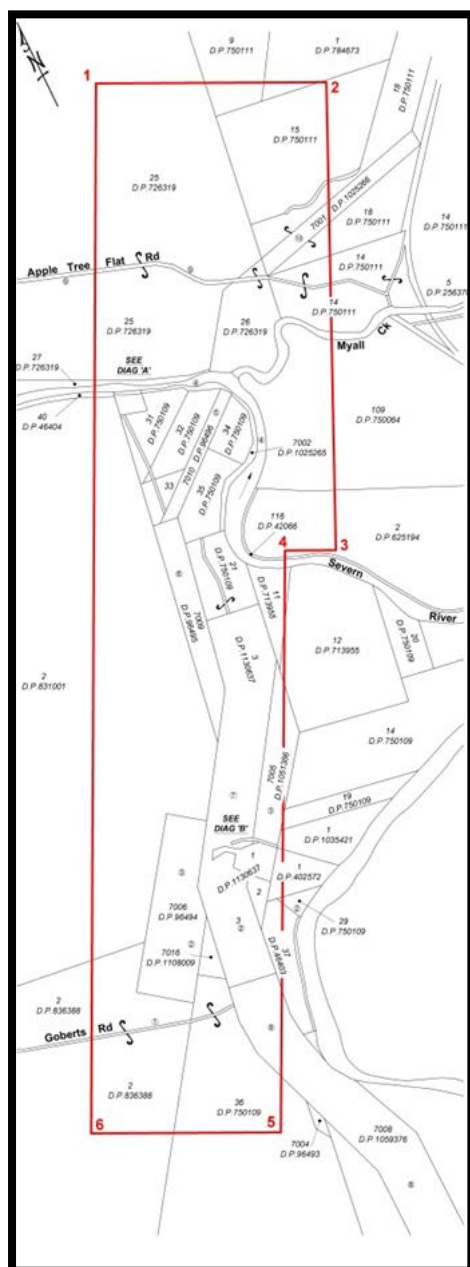 N
9
D.P.750111
1
D.P.784673
1
2
18
D.P.750111
15
D.P.750111
25
D.P.726319
7001
D.P.1025266
18
D.P.750111
14
D.P.750111
14
D.P.750111
Apple Tree Flat Rd
5
14
D.P.750111
25
D.P.726319
26
D.P.726319
Myall Ck
27
D.P.726319
SEE
DIAG 'A'
40
D.P.46404
31
D.P.750109
32
D.P.750109
D.P.96496
34
D.P.750109
109
D.P.750064
7002
D.P.1025265
33
7010
35
D.P.750109
116
D.P.42066
2
D.P.625194
4
3
21
D.P.750109
11
D.P.713955
Severn
River
7009
D.P.96495
3
D.P.1130637
12
D.P.713955
20
D.P.750109
2
D.P.831001
14
D.P.750109
7005
D.P.1051386
SEE
DIAG 'B'
19
D.P.750109
1
D.P.1035421
1
D.P.1130637
2
1
D.P.402572
7006
D.P.96494
3
29
D.P.750109
37
D.P.46403
7016
D.P.1108009
2
D.P.836388
Goberts Rd
2
D.P.836388
36
D.P.750109
6
5
7008
D.P.1059376
7004
D.P.96493